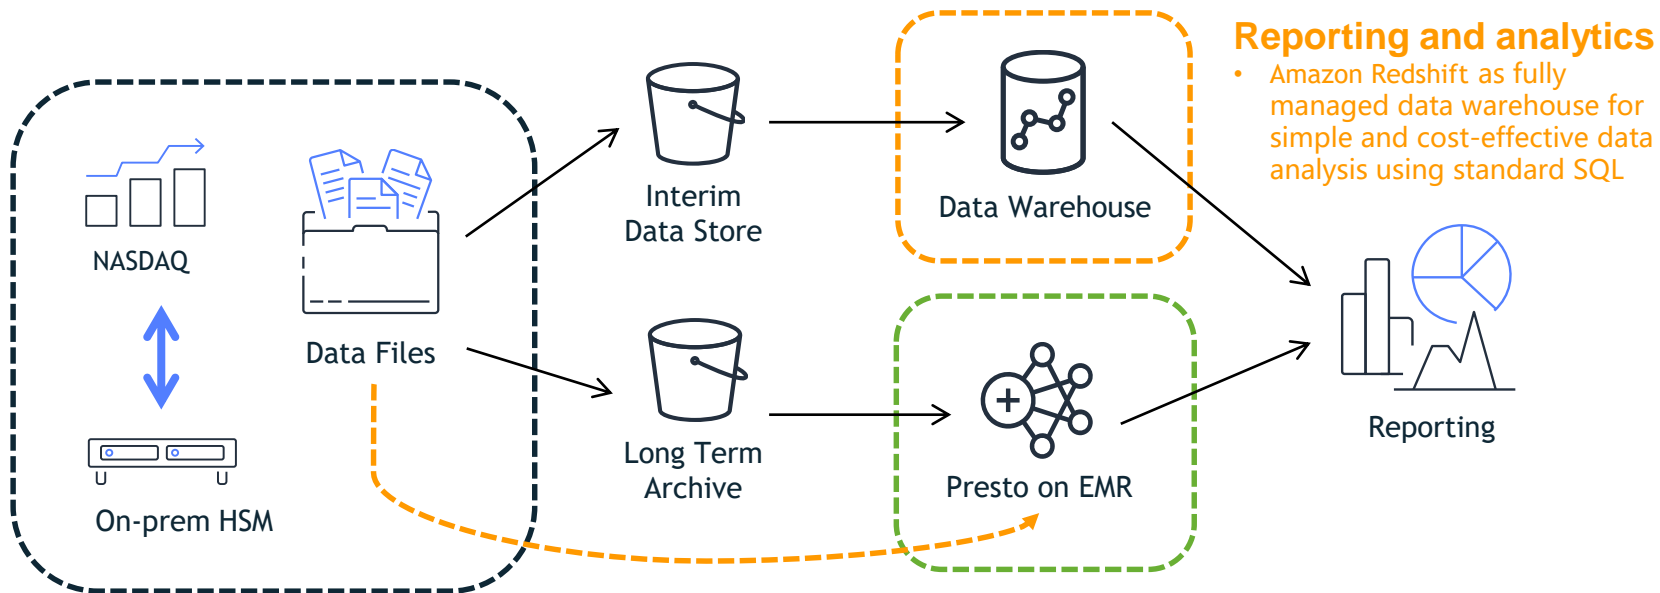 Reporting and analytics
• Amazon Redshift as fully
managed data warehouse for
simple and cost-effective data
analysis using standard SQL
NASDAQ
On-prem HSM
Data Files
Interim
Data Store
Long Term
Archive
Data Warehouse
Presto on EMR
Reporting